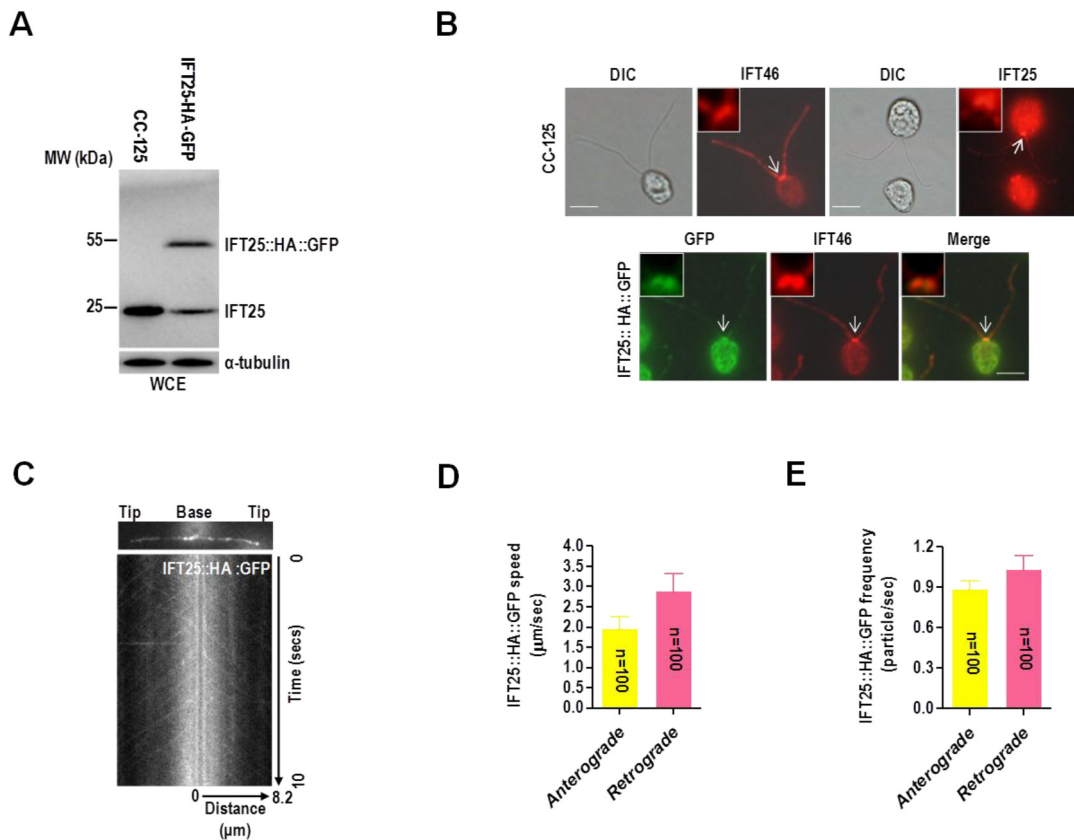 A
CC-125
IFT25-HA-GFP
MW (kDa)
55
IFT25::HA::GFP
25
IFT25
α-tubulin
WCE
B
DIC
IFT46
DIC
IFT25
CC-125
GFP
IFT46
Merge
IFT25:: HA:: GFP
C
Tip
Base
Tip
IFT25::HA :GFP
0
Time (secs)
10
0
8.2
Distance
(µm)
D
IFT25::HA::GFP speed
(µm/sec)
4.0
3.5
3.0
2.5
2.0
1.5
1.0
0.5
0.0
n=100
n=100
Anterograde
Retrograde
E
IFT25::HA::GFP frequency
(particle/sec)
1.2
0.9
0.6
0.3
0.0
n=100
n=100
Anterograde
Retrograde